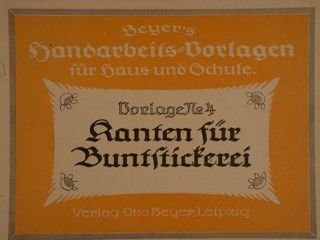 Beyer's
Handarbeits-Vorlagen
für Haus und Schule.
Vorlage № 4
Kanten für
Buntstickerei
Verlag Otto Beyer, Leipzig